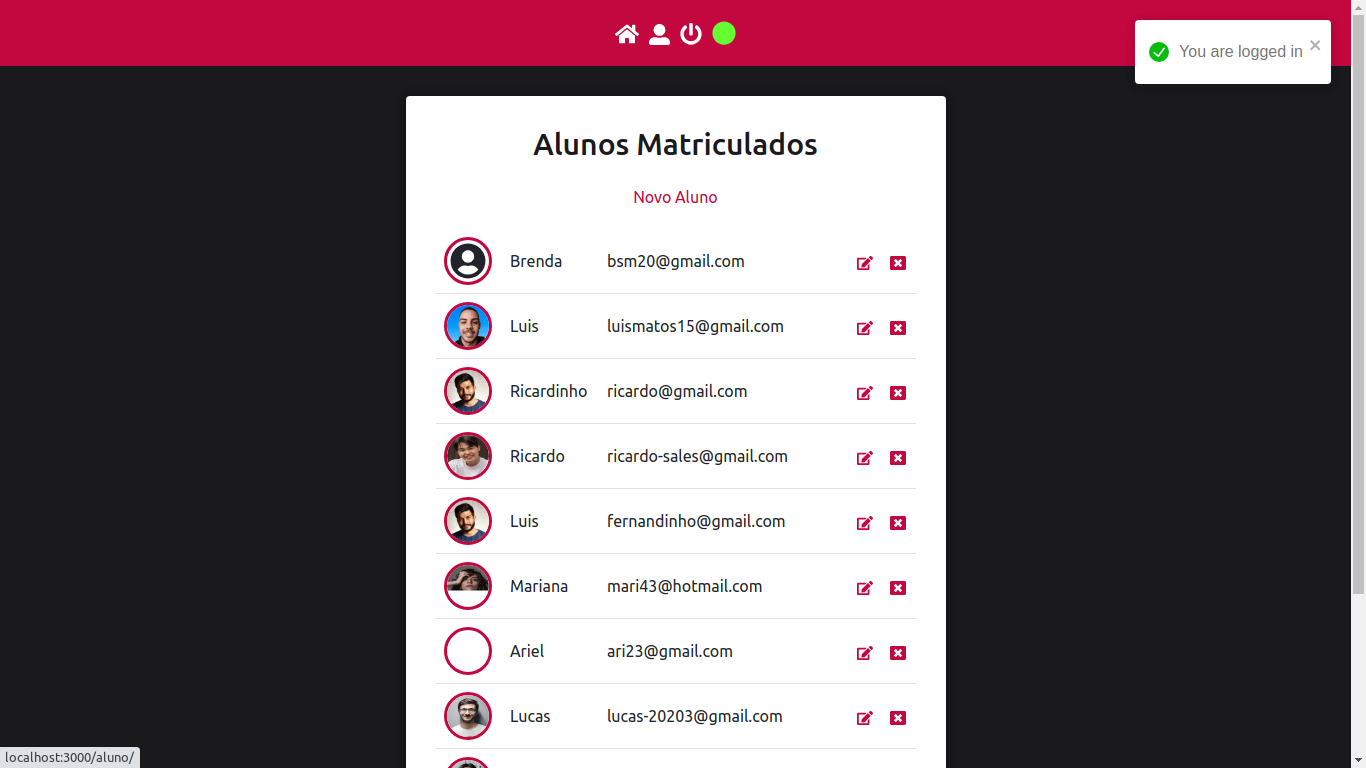 You are logged in
Alunos Matriculados
Novo Aluno
Brenda bsm20@gmail.com
Luis luismatos15@gmail.com
Ricardinho ricardo@gmail.com
Ricardo ricardo-sales@gmail.com
Luis fernandinho@gmail.com
Mariana mari43@hotmail.com
Ariel ari23@gmail.com
Lucas lucas-20203@gmail.com
localhost:3000/aluno/